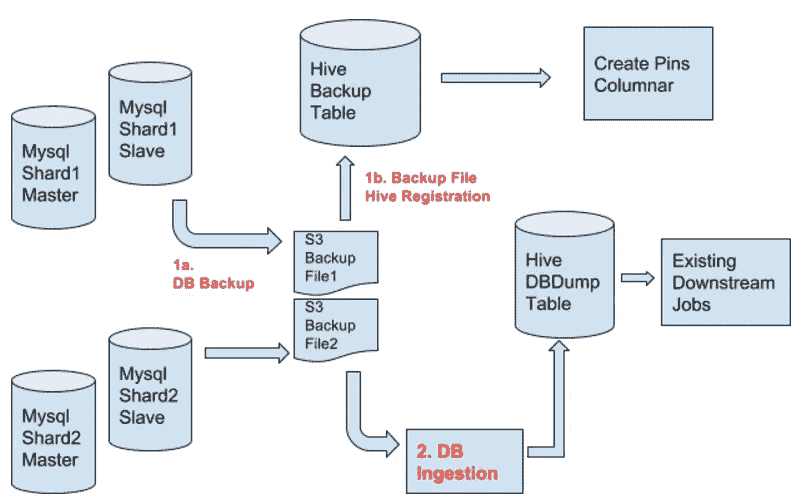 Mysql
Shard1
Master
Mysql
Shard1
Slave
Hive
Backup
Table
Create Pins
Columnar
1b. Backup File
Hive Registration
1a.
DB Backup
S3
Backup
File1
S3
Backup
File2
Hive
DBDump
Table
Existing
Downstream
Jobs
Mysql
Shard2
Slave
Mysql
Shard2
Master
2. DB
Ingestion